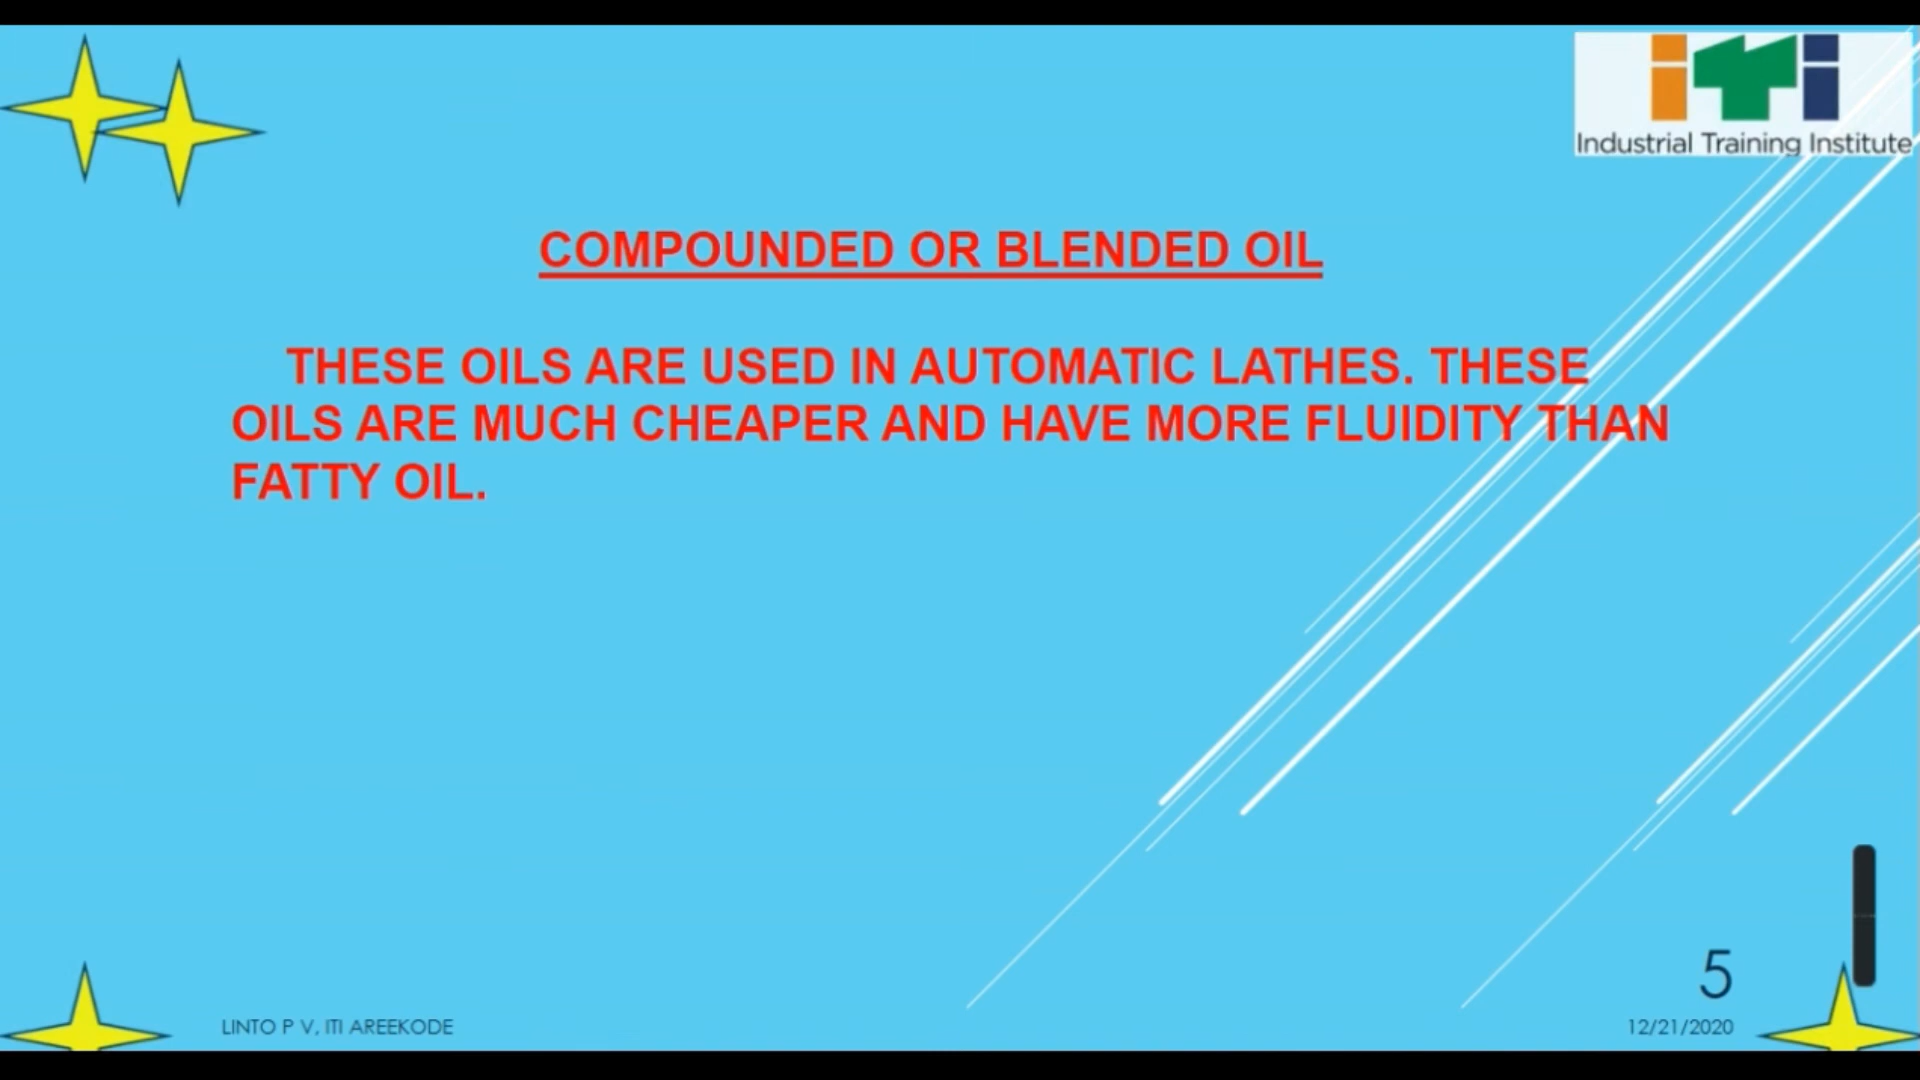 iTi
Industrial Training Institute
COMPOUNDED OR BLENDED OIL
THESE OILS ARE USED IN AUTOMATIC LATHES. THESE
OILS ARE MUCH CHEAPER AND HAVE MORE FLUIDITY THAN
FATTY OIL.
5
LINTO P V, ITI AREEKODE
12/21/2020